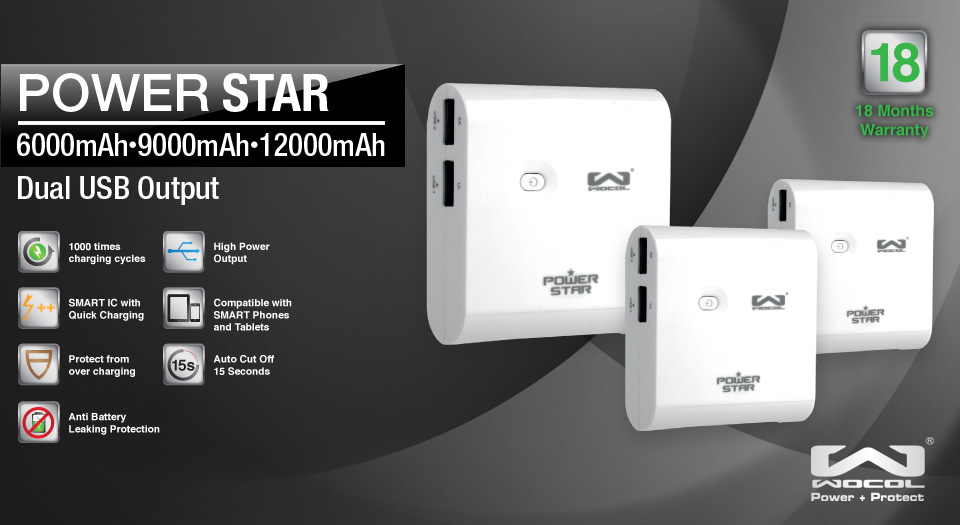 POWER STAR
6000mAh•9000mAh•12000mAh
Dual USB Output
1000 times
charging cycles
High Power
Output
SMART IC with
Quick Charging
Compatible with
SMART Phones
and Tablets
Protect from
over charging
15s
Auto Cut Off
15 Seconds
Anti Battery
Leaking Protection
WOCOL
POWER
STAR
WOCOL
POWER
STAR
WOCOL
POWER
STAR
18
18 Months
Warranty
®
WOCOL
Power + Protect